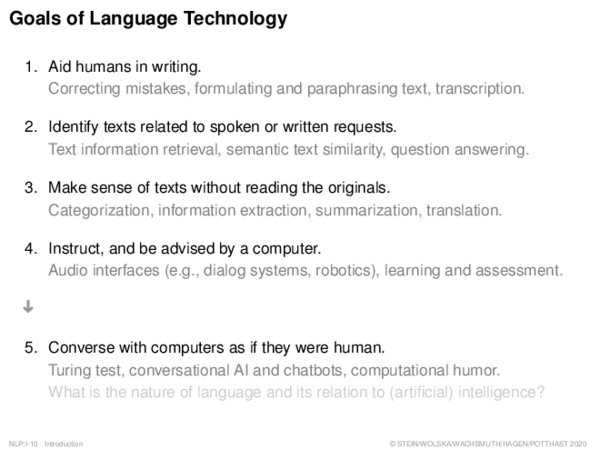 Goals of Language Technology
1. Aid humans in writing.
Correcting mistakes, formulating and paraphrasing text, transcription.
2. Identify texts related to spoken or written requests.
Text information retrieval, semantic text similarity, question answering.
3. Make sense of texts without reading the originals.
Categorization, information extraction, summarization, translation.
4. Instruct, and be advised by a computer.
Audio interfaces (e.g., dialog systems, robotics), learning and assessment.
5. Converse with computers as if they were human.
Turing test, conversational AI and chatbots, computational humor.
What is the nature of language and its relation to (artificial) intelligence?
NLP:I-10 Introduction © STEIN/WOLSKA/WACHSMUTH/HAGEN/POTTHAST 2020